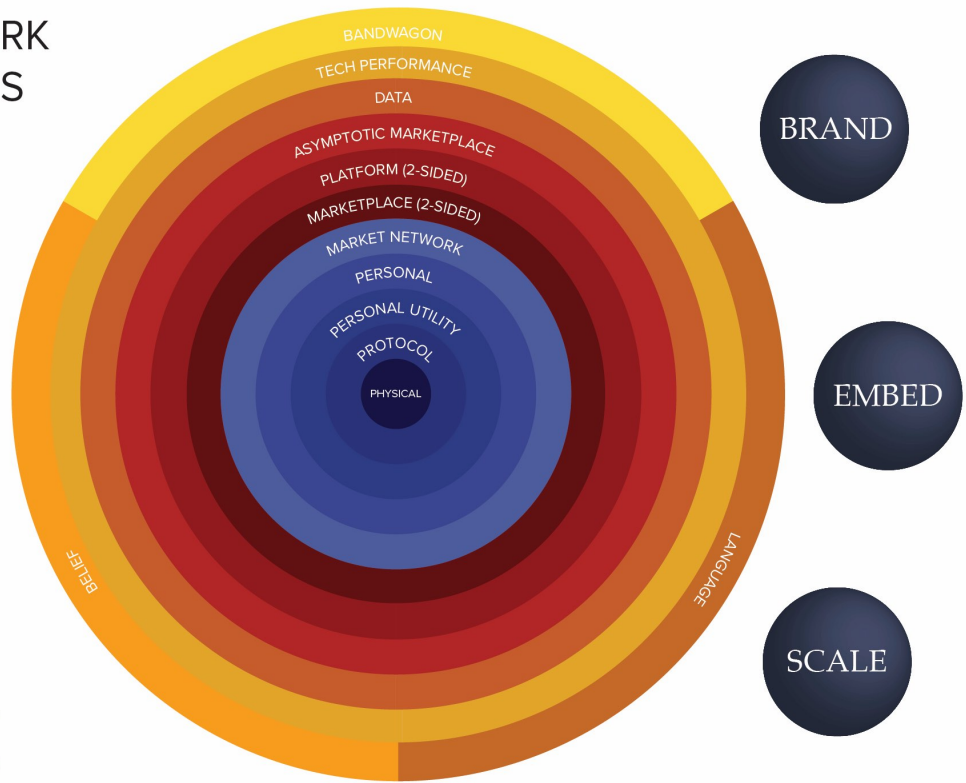 RK
S
BANDWAGON
TECH PERFORMANCE
DATA
ASYMPTOTIC MARKETPLACE
PLATFORM (2-SIDED)
MARKETPLACE (2-SIDED)
MARKET NETWORK
PERSONAL
PERSONAL UTILITY
PROTOCOL
PHYSICAL
BELIEF
LANGUAGE
BRAND
EMBED
SCALE